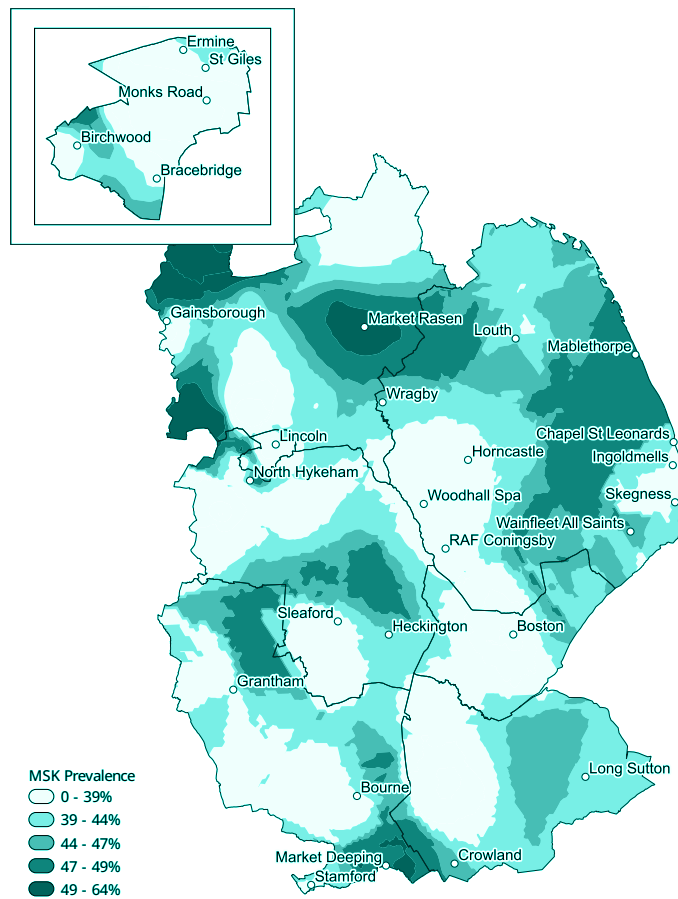 Ermine
St Giles
Monks Road
Birchwood
Bracebridge
Gainsborough
Market Rasen
Louth
Mablethorpe
Wragby
Chapel St Leonards
Lincoln
Horncastle
Ingoldmells
North Hykeham
Woodhall Spa
Skegness
Wainfleet All Saints
RAF Coningsby
Sleaford
Heckington
Boston
Grantham
Long Sutton
Bourne
Market Deeping
Crowland
Stamford
MSK Prevalence
0 - 39%
39 - 44%
44 - 47%
47 - 49%
49 - 64%